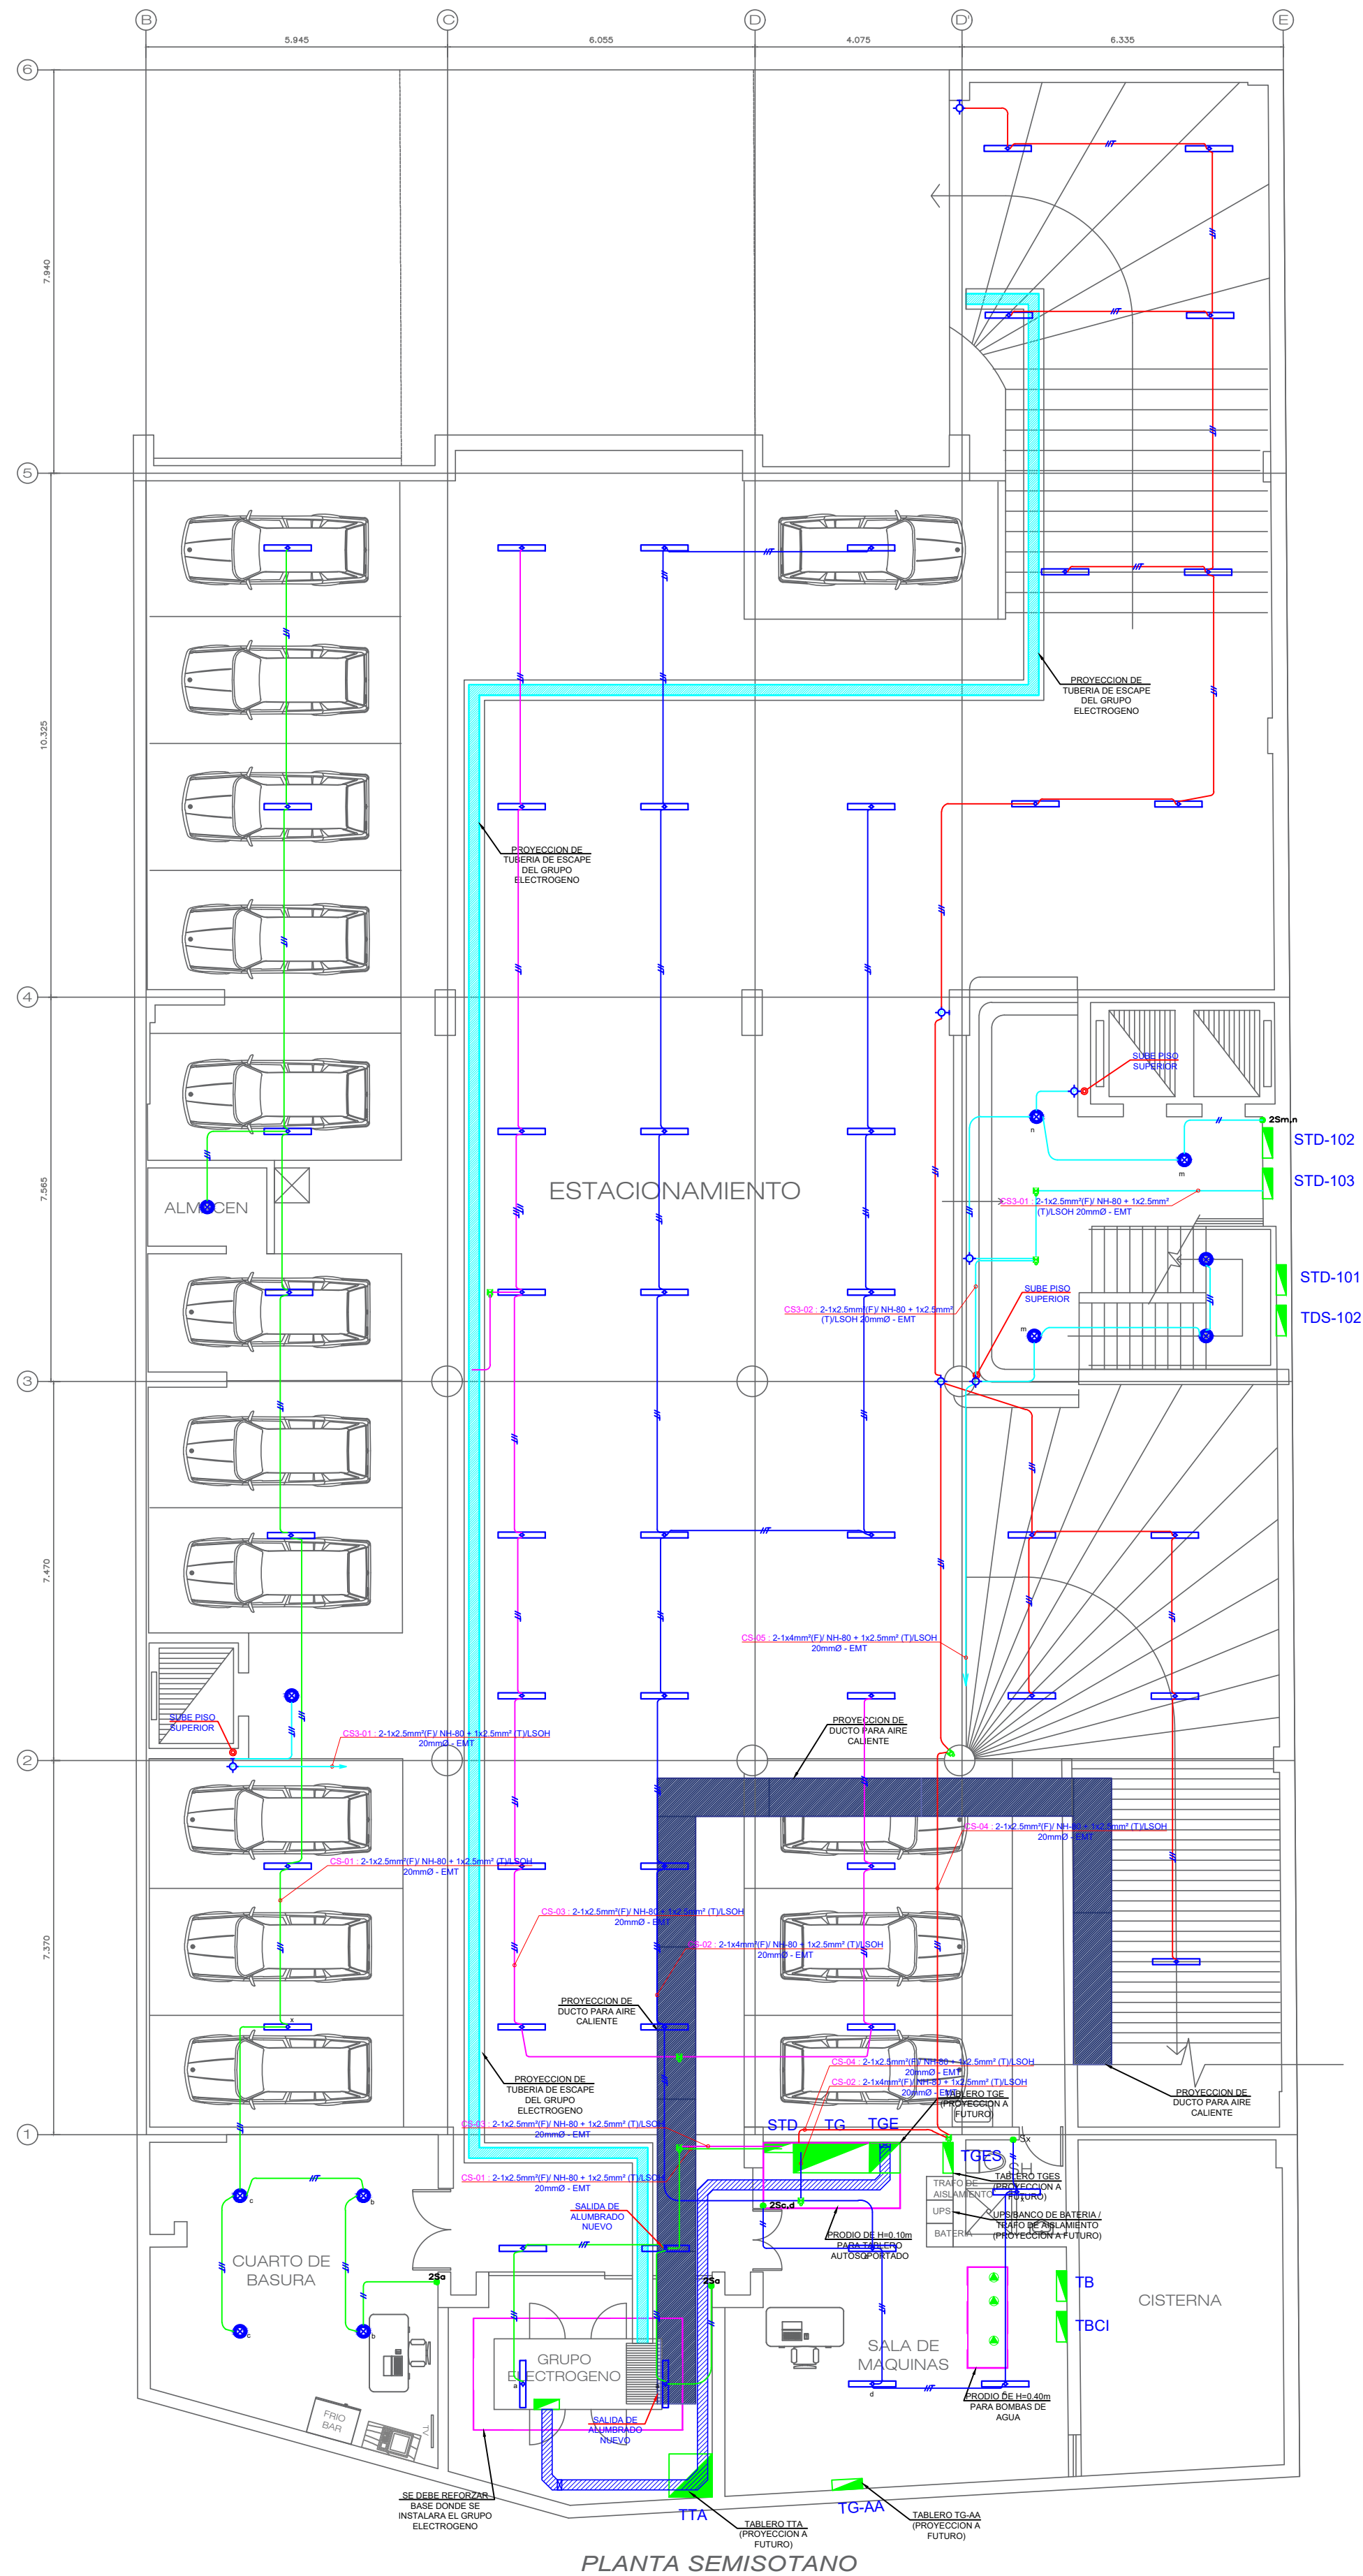 B
C
D
D'
E
5.945
6.055
4.075
6.335
6
7.940
5
10.325
PROYECCION DE
TUBERIA DE ESCAPE
DEL GRUPO
ELECTROGENO
PROYECCION DE
TUBERIA DE ESCAPE
DEL GRUPO
ELECTROGENO
4
SUBE PISO
SUPERIOR
n
m
2Sm,n
STD-102
STD-103
7.565
ALMACEN
ESTACIONAMIENTO
CS3-01 : 2-1x2.5mm²(F)/ NH-80 + 1x2.5mm²
(T)/LSOH 20mmØ - EMT
STD-101
TDS-102
SUBE PISO
SUPERIOR
CS3-02 : 2-1x2.5mm²(F)/ NH-80 + 1x2.5mm²
(T)/LSOH 20mmØ - EMT
m
3
7.470
CS-05 : 2-1x4mm²(F)/ NH-80 + 1x2.5mm² (T)/LSOH
20mmØ - EMT
SUBE PISO
SUPERIOR
CS3-01 : 2-1x2.5mm²(F)/ NH-80 + 1x2.5mm² (T)/LSOH
20mmØ - EMT
PROYECCION DE
DUCTO PARA AIRE
CALIENTE
2
CS-04 : 2-1x2.5mm²(F)/ NH-80 + 1x2.5mm² (T)/LSOH
20mmØ - EMT
CS-01 : 2-1x2.5mm²(F)/ NH-80 + 1x2.5mm² (T)/LSOH
20mmØ - EMT
7.370
CS-03 : 2-1x2.5mm²(F)/ NH-80 + 1x2.5mm² (T)/LSOH
20mmØ - EMT
CS-02 : 2-1x4mm²(F)/ NH-80 + 1x2.5mm² (T)/LSOH
20mmØ - EMT
PROYECCION DE
DUCTO PARA AIRE
CALIENTE
x
CS-04 : 2-1x2.5mm²(F)/ NH-80 + 1x2.5mm² (T)/LSOH
20mmØ - EMT
CS-02 : 2-1x4mm²(F)/ NH-80 + 1x2.5mm² (T)/LSOH
20mmØ - EMT
PROYECCION DE
TUBERIA DE ESCAPE
DEL GRUPO
ELECTROGENO
TABLERO TGE
(PROYECCION A
FUTURO)
PROYECCION DE
DUCTO PARA AIRE
CALIENTE
CS-03 : 2-1x2.5mm²(F)/ NH-80 + 1x2.5mm² (T)/LSOH
20mmØ - EMT
1
STD
TG
TGE
Sx
TGES
SH
TABLERO TGES
(PROYECCION A
FUTURO)
CS-01 : 2-1x2.5mm²(F)/ NH-80 + 1x2.5mm² (T)/LSOH
20mmØ - EMT
TRAFO DE
AISLAMIENTO
UPS
BATERIA
UPS/BANCO DE BATERIA /
TRAFO DE AISLAMIENTO
(PROYECCION A FUTURO)
c
b
SALIDA DE
ALUMBRADO
NUEVO
2Sc,d
PRODIO DE H=0.10m
PARA TABLERO
AUTOSOPORTADO
CUARTO DE
BASURA
2Sa
2Sa
TB
TBCI
CISTERNA
c
b
GRUPO
ELECTROGENO
a
a
SALA DE
MAQUINAS
d
c
PRODIO DE H=0.40m
PARA BOMBAS DE
AGUA
FRIO
BAR
TV
SALIDA DE
ALUMBRADO
NUEVO
SE DEBE REFORZAR
BASE DONDE SE
INSTALARA EL GRUPO
ELECTROGENO
TTA
TABLERO TTA
(PROYECCION A
FUTURO)
TG-AA
TABLERO TG-AA
(PROYECCION A
FUTURO)
PLANTA SEMISOTANO